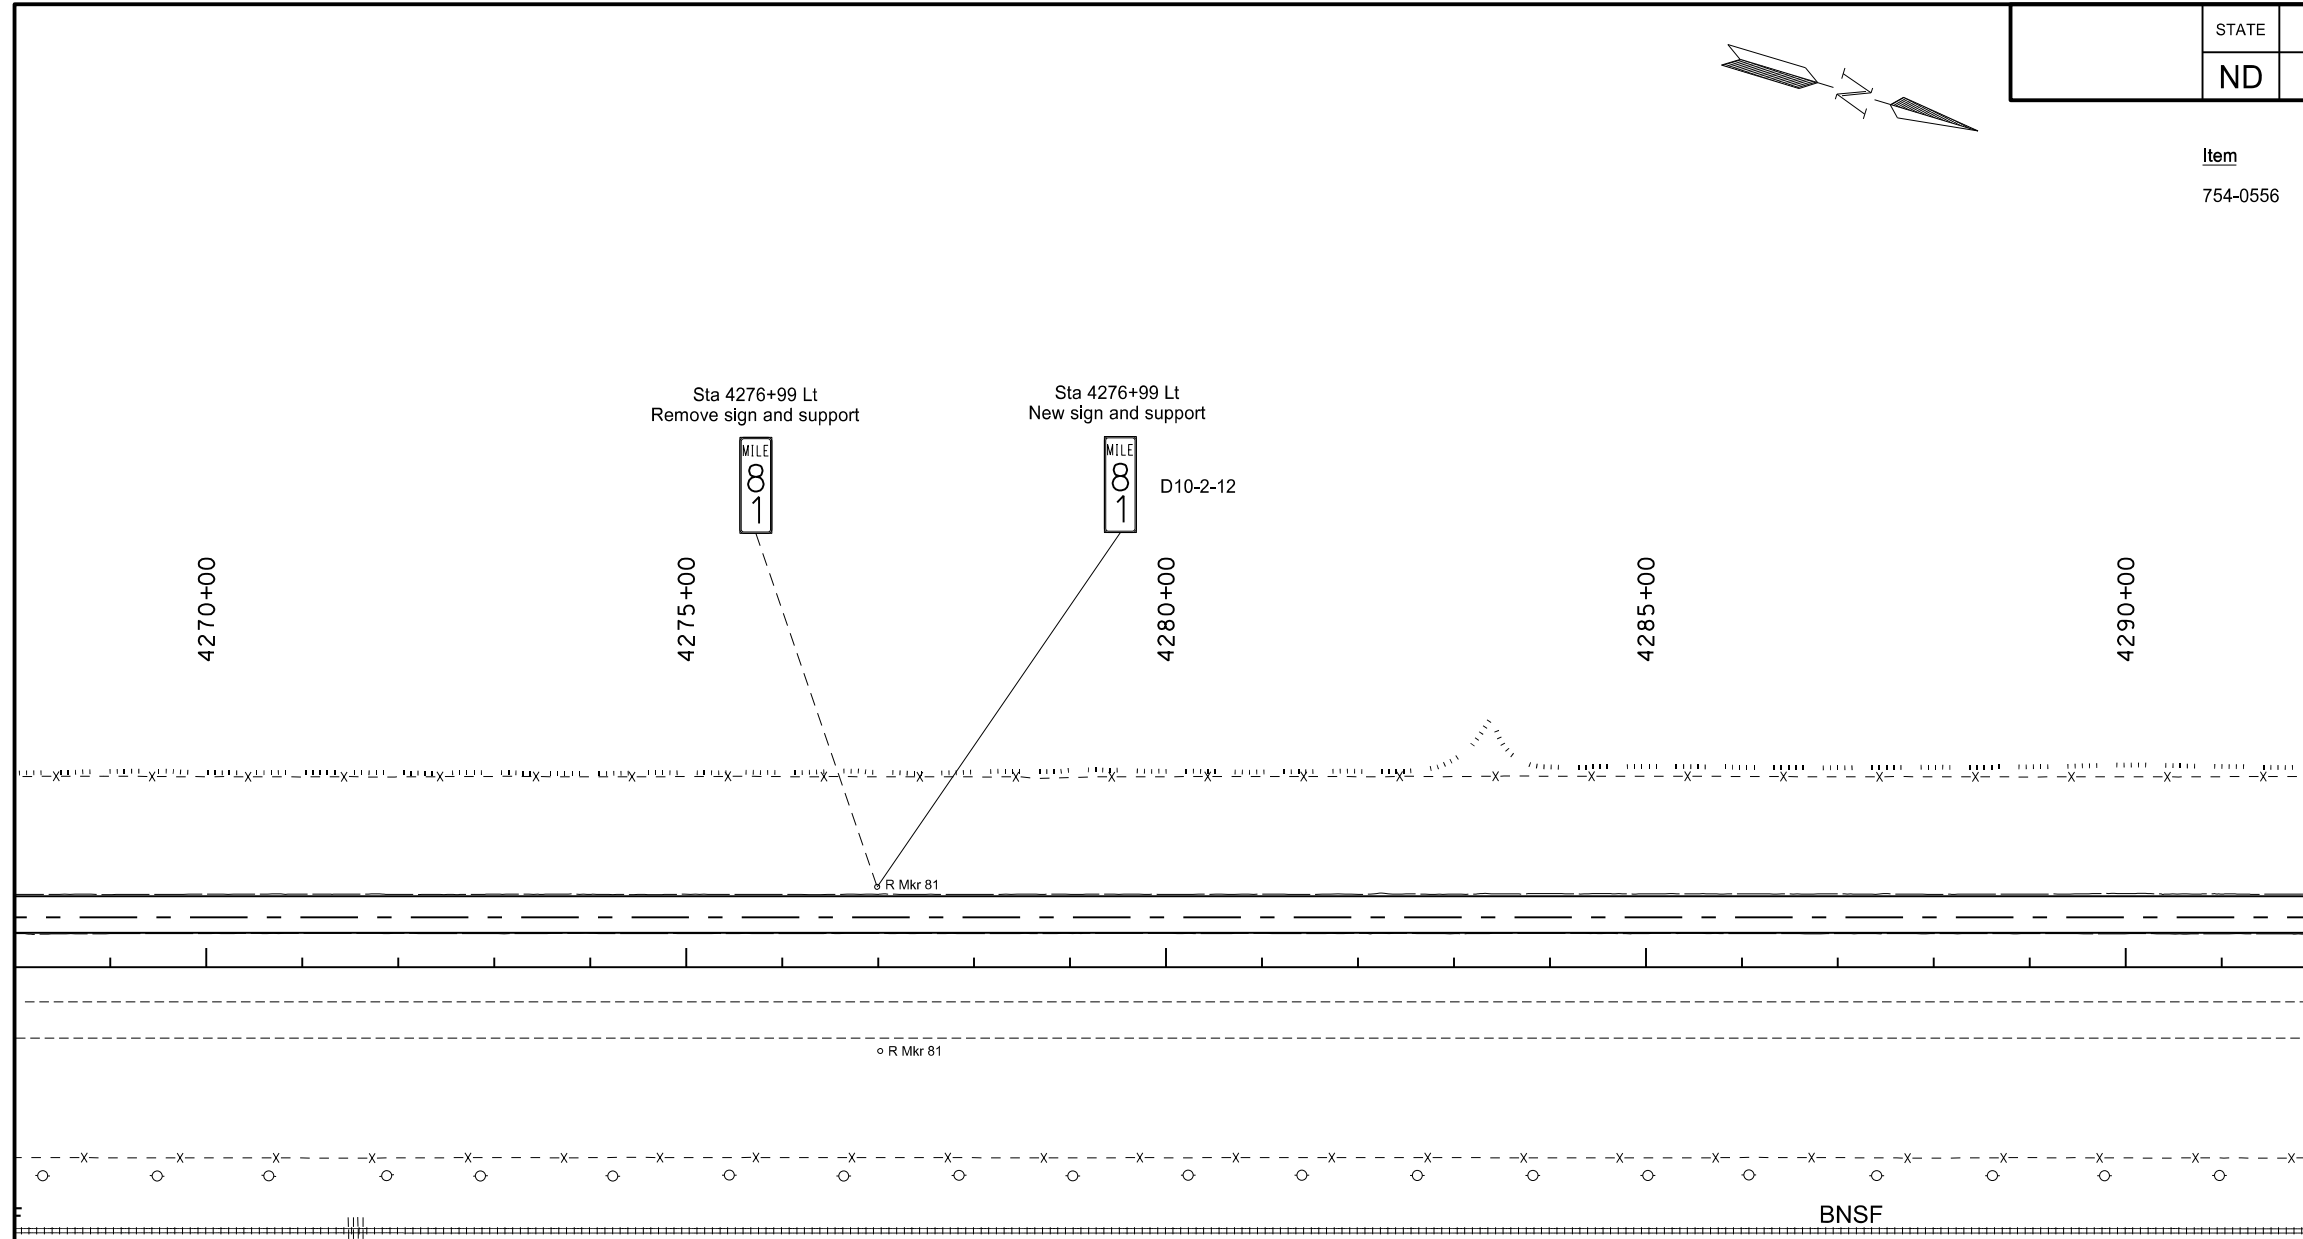 STATE
ND
N
Item
754-0556
Sta 4276+99 Lt
Remove sign and support
Sta 4276+99 Lt
New sign and support
MILE
8
1
MILE
8
1
D10-2-12
4270+00
4275+00
4280+00
4285+00
4290+00
R Mkr 81
R Mkr 81
BNSF